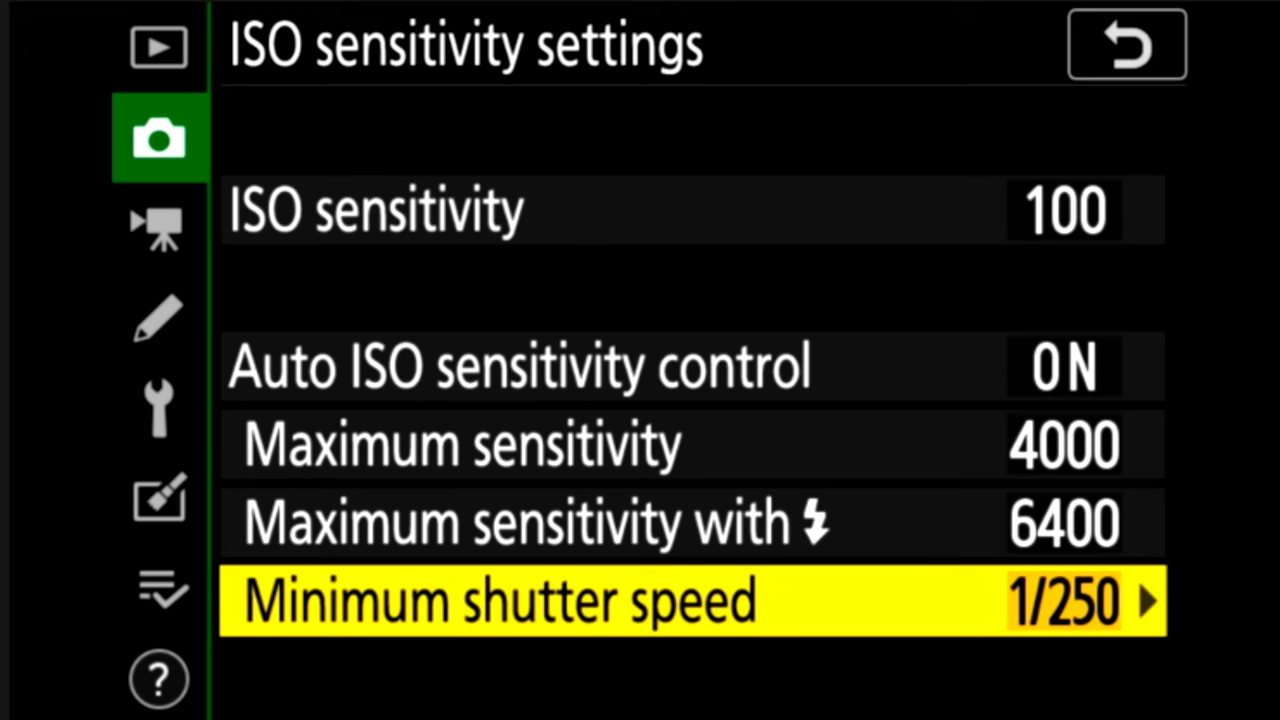 ISO sensitivity settings
ISO sensitivity 100
Auto ISO sensitivity control ON
Maximum sensitivity 4000
Maximum sensitivity with 6400
Minimum shutter speed 1/250
?